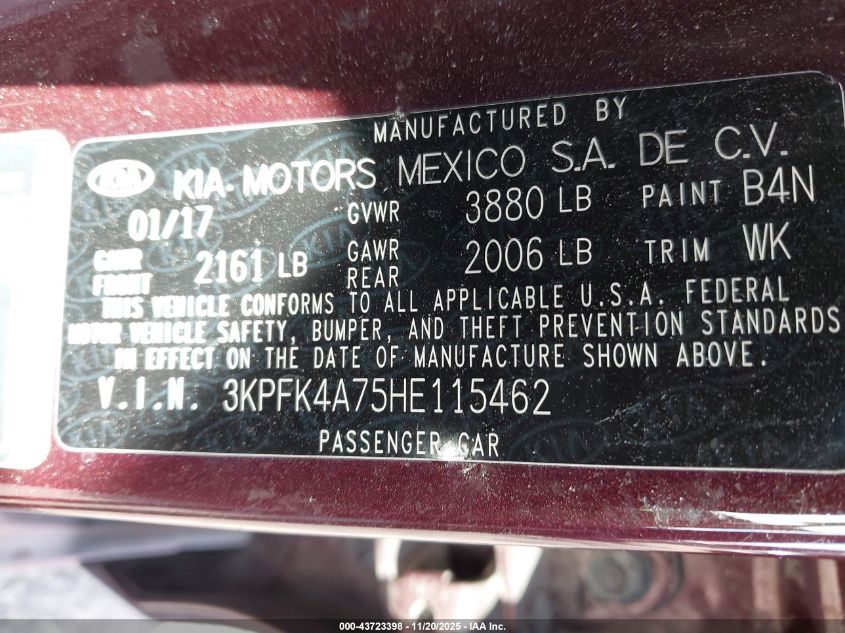 MANUFACTURED BY
KIA KIA MOTORS MEXICO S.A. DE C.V.
01/17 GVWR 3880 LB PAINT B4N
GAWR FRONT 2161 LB GAWR REAR 2006 LB TRIM WK
THIS VEHICLE CONFORMS TO ALL APPLICABLE U.S.A. FEDERAL
MOTOR VEHICLE SAFETY, BUMPER, AND THEFT PREVENTION STANDARDS
IN EFFECT ON THE DATE OF MANUFACTURE SHOWN ABOVE.
V.I.N. 3KPFK4A75HE115462
PASSENGER CAR
000-43723398 - 11/20/2025 - IAA Inc.